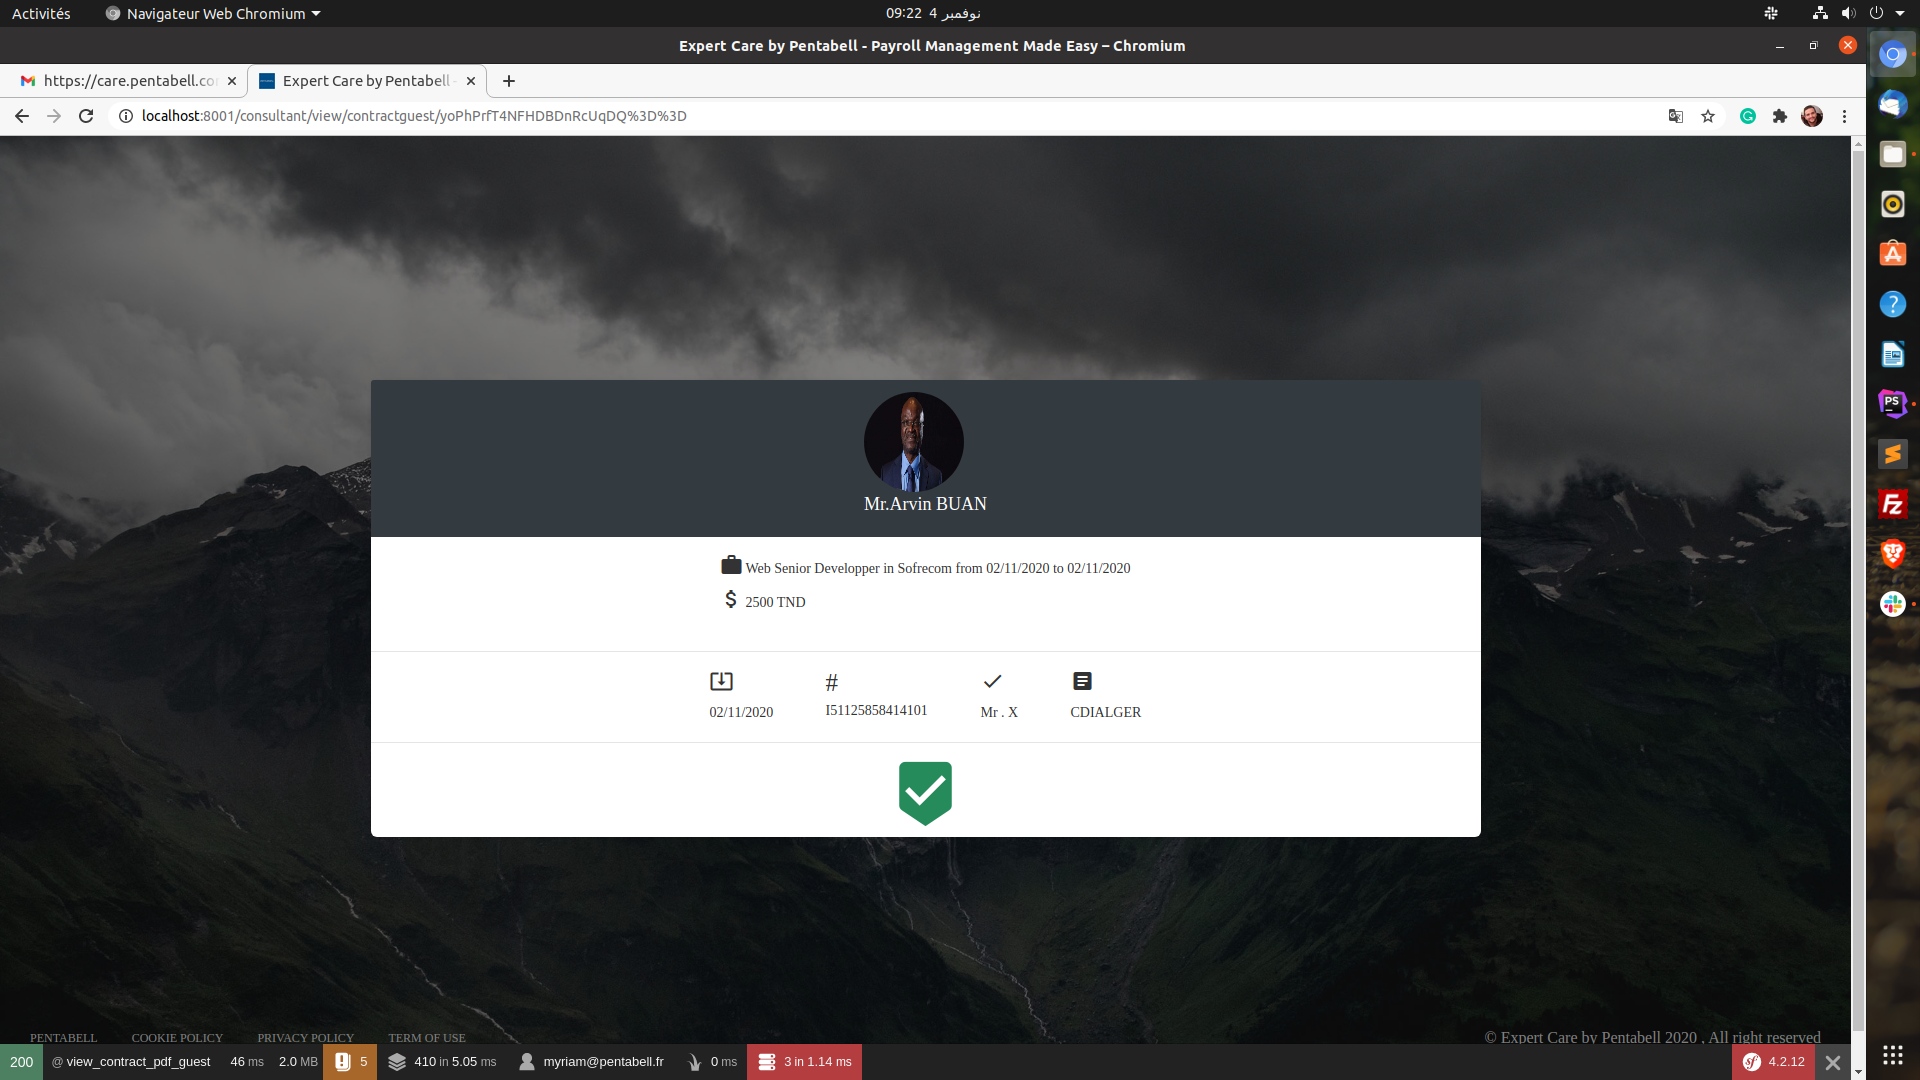 Activités
Navigateur Web Chromium
09:22 4 نوفمبر
Expert Care by Pentabell - Payroll Management Made Easy – Chromium
https://care.pentabell.co
Expert Care by Pentabell -
localhost:8001/consultant/view/contractguest/yoPhPrfT4NFHDBDnRcUqDQ%3D%3D
Mr.Arvin BUAN
Web Senior Developper in Sofrecom from 02/11/2020 to 02/11/2020
$ 2500 TND
#
02/11/2020
I51125858414101
Mr . X
CDIALGER
PENTABELL
COOKIE POLICY
PRIVACY POLICY
TERM OF USE
© Expert Care by Pentabell 2020 , All right reserved
200
@ view_contract_pdf_guest
46 ms
2.0 MB
5
410 in 5.05 ms
myriam@pentabell.fr
0 ms
3 in 1.14 ms
sf 4.2.12
PS
FZ